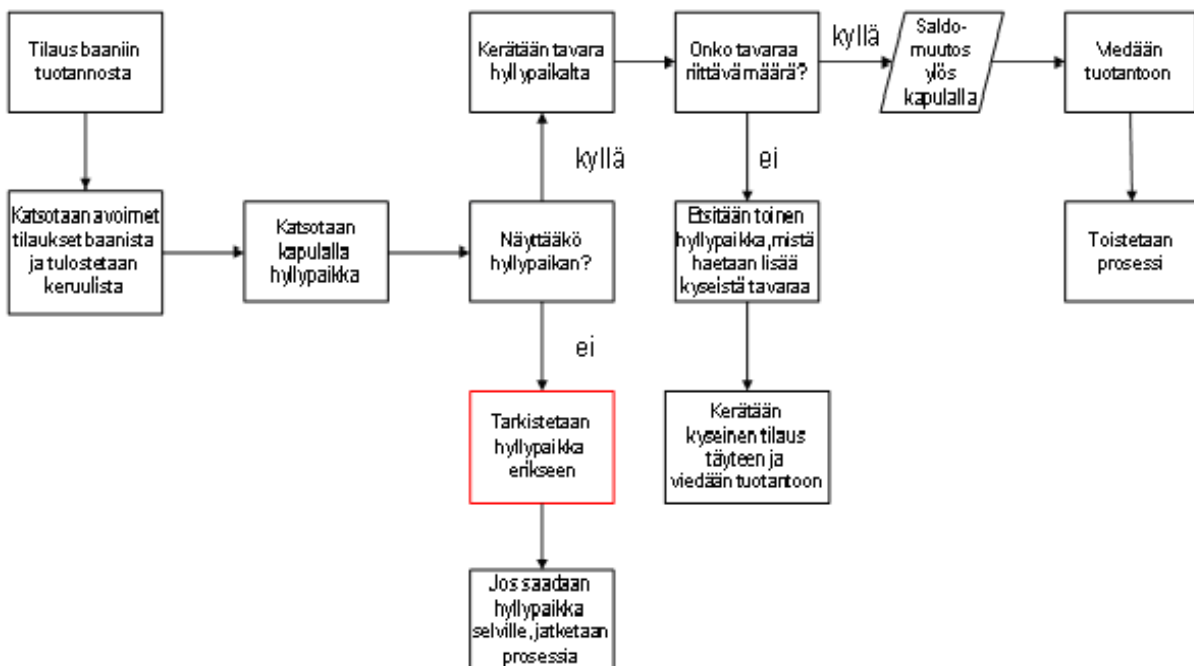 Tilaus baaniin
tuotannosta
Katsotaan avoimet
tilaukset baanista
ja tulostetaan
keruulista
Katsotaan
kapulalla
hyllypaikka
Näyttääkö
hyllypaikan?
kyllä
Kerätään tavara
hyllypaikalta
Onko tavaraa
riittävä määrä?
kyllä
Saldo-
muutos
ylös
kapulalla
Viedään
tuotantoon
Toistetaan
prosessi
ei
Etsitään toinen
hyllypaikka, mistä
haetaan lisää
kyseistä tavaraa
Kerätään
kyseinen tilaus
täyteen ja
viedään tuotantoon
ei
Tarkistetaan
hyllypaikka
erikseen
Jos saadaan
hyllypaikka
selville, jatketaan
prosessia